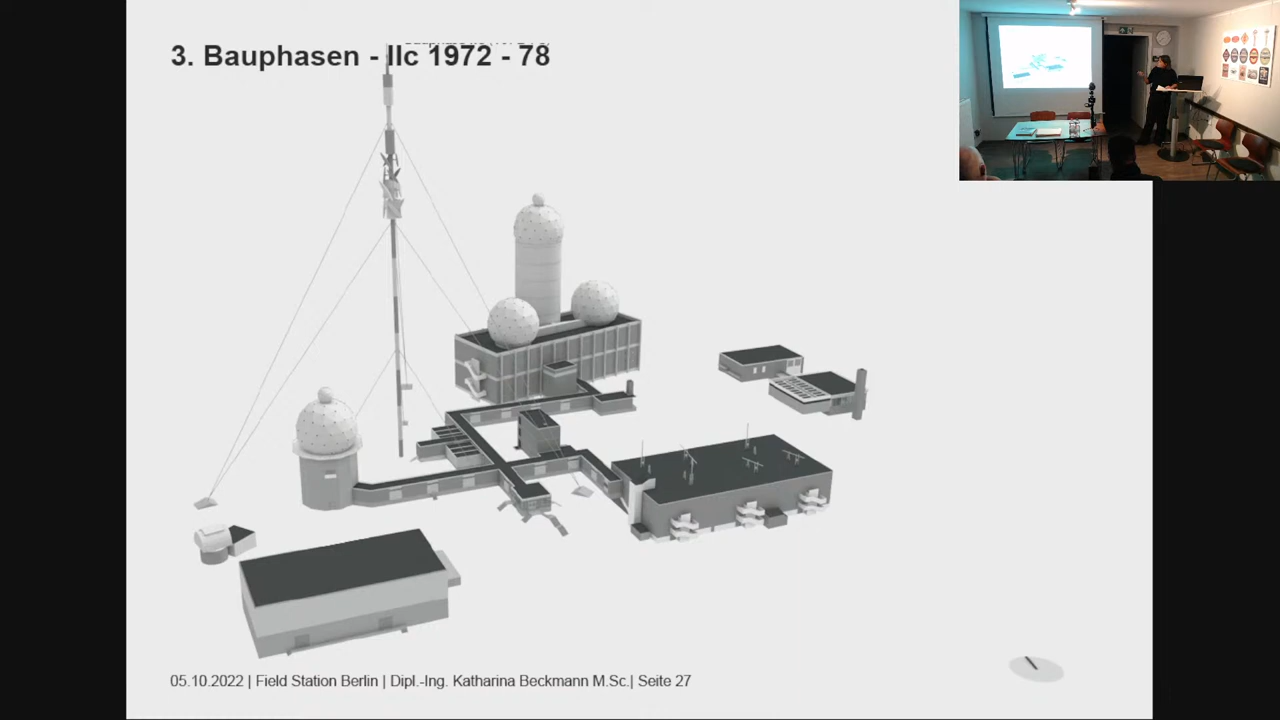 3. Bauphasen - IIc 1972 - 78
05.10.2022 | Field Station Berlin | Dipl.-Ing. Katharina Beckmann M.Sc.| Seite 27